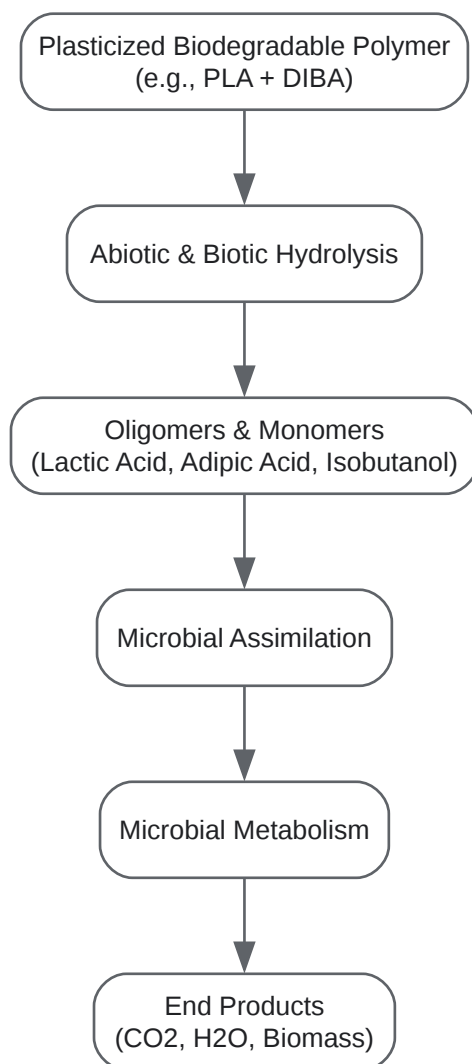 Plasticized Biodegradable Polymer
(e.g., PLA + DIBA)
Abiotic & Biotic Hydrolysis
Oligomers & Monomers
(Lactic Acid, Adipic Acid, Isobutanol)
Microbial Assimilation
Microbial Metabolism
End Products
(CO2, H2O, Biomass)